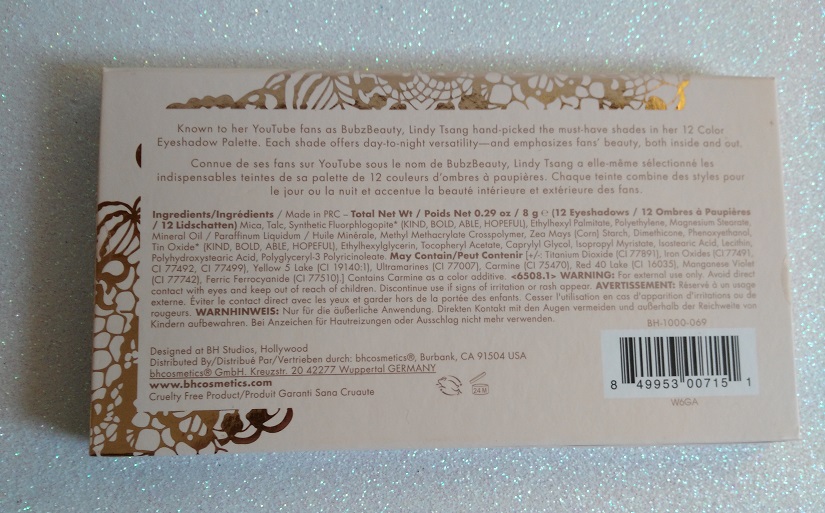 Known to her YouTube fans as BubzBeauty, Lindy Tsang hand-picked the must-have shades in her 12 Color
Eyeshadow Palette. Each shade offers day-to-night versatility—and emphasizes fans' beauty, both inside and out.
Connue de ses fans sur YouTube sous le nom de BubzBeauty, Lindy Tsang a elle-même sélectionné les
indispensables teintes de sa palette de 12 couleurs d'ombres à paupières. Chaque teinte combine des styles pour
le jour ou la nuit et accentue la beauté intérieure et extérieure des fans.
Ingredients/Ingrédients / Made in PRC – Total Net Wt / Poids Net 0.29 oz / 8 g ℮ (12 Eyeshadows / 12 Ombres à Paupières
/ 12 Lidschatten) Mica, Talc, Synthetic Fluorphlogopite* (KIND, BOLD, ABLE, HOPEFUL), Ethylhexyl Palmitate, Polyethylene, Magnesium Stearate,
Mineral Oil / Paraffinum Liquidum / Huile Minérale, Methyl Methacrylate Crosspolymer, Zea Mays (Corn) Starch, Dimethicone, Phenoxyethanol,
Tin Oxide* (KIND, BOLD, ABLE, HOPEFUL), Ethylhexylglycerin, Tocopheryl Acetate, Caprylyl Glycol, Isopropyl Myristate, Isostearic Acid, Lecithin,
Polyhydroxystearic Acid, Polyglyceryl-3 Polyricinoleate. May Contain/Peut Contenir [+/-: Titanium Dioxide (CI 77891), Iron Oxides (CI 77491,
CI 77492, CI 77499), Yellow 5 Lake (CI 19140:1), Ultramarines (CI 77007), Carmine (CI 75470), Red 40 Lake (CI 16035), Manganese Violet
(CI 77742), Ferric Ferrocyanide (CI 77510).] Contains Carmine as a color additive. <6508.1> WARNING: For external use only. Avoid direct
contact with eyes and keep out of reach of children. Discontinue use if signs of irritation or rash appear. AVERTISSEMENT: Réservé à un usage
externe. Éviter le contact direct avec les yeux et garder hors de la portée des enfants. Cesser l'utilisation en cas d'apparition d'irritations ou de
rougeurs. WARNHINWEIS: Nur für die äußerliche Anwendung. Direkten Kontakt mit den Augen vermeiden und außerhalb der Reichweite von
Kindern aufbewahren. Bei Anzeichen für Hautreizungen oder Ausschlag nicht mehr verwenden.
BH-1000-069
Designed at BH Studios, Hollywood
Distributed By/Distribué Par/Vertrieben durch: bhcosmetics®, Burbank, CA 91504 USA
bhcosmetics® GmbH. Kreuzstr. 20 42277 Wuppertal GERMANY
www.bhcosmetics.com
Cruelty Free Product/Produit Garanti Sana Cruaute
24 M
8 49953 00715 1
W6GA